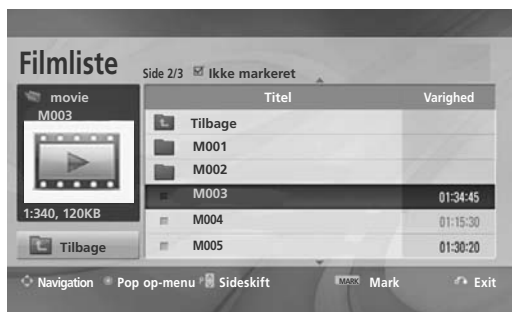 Filmliste
Side 2/3 Ikke markeret
movie
M003
1:340, 120KB
Tilbage
Titel Varighed
Tilbage
M001
M002
M003 01:34:45
M004 01:15:30
M005 01:30:20
Navigation Pop op-menu P Sideskift MARK Mark Exit